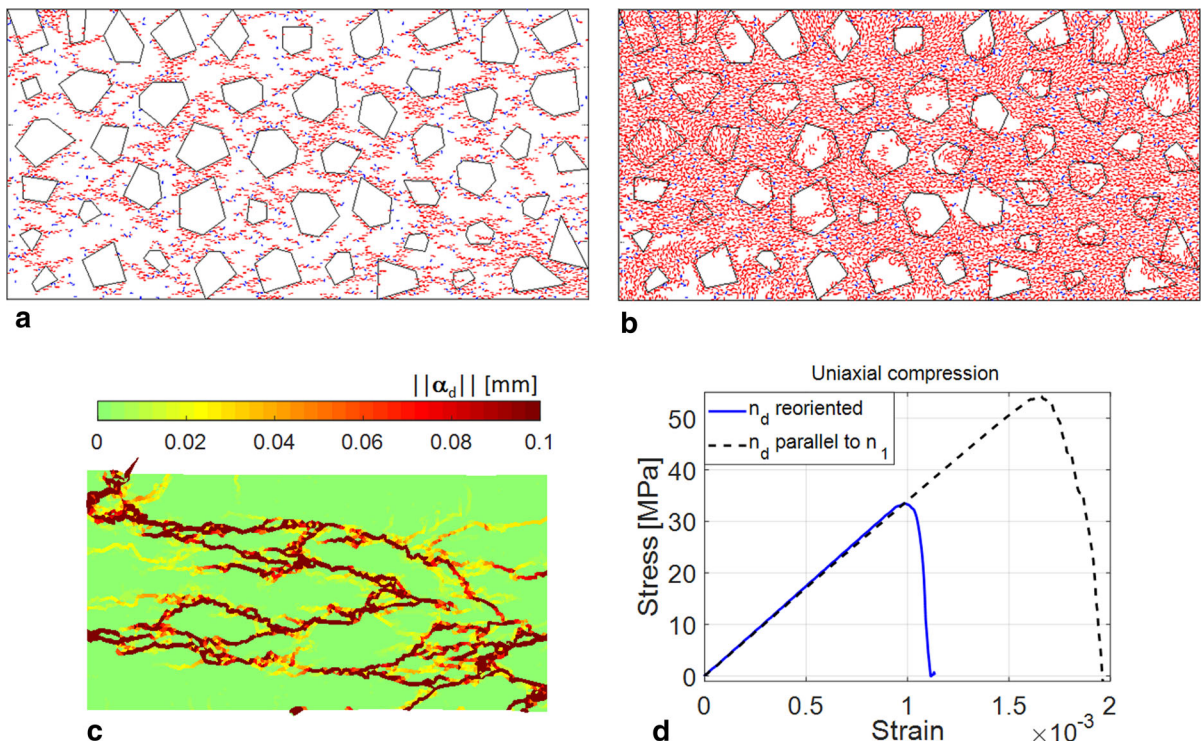 a
b
||α_d|| [mm]
0 0.02 0.04 0.06 0.08 0.1
c
Uniaxial compression
n_d reoriented
n_d parallel to n_1
Stress [MPa]
50
40
30
20
10
0
0 0.5 1 1.5 2
Strain
×10^-3
d